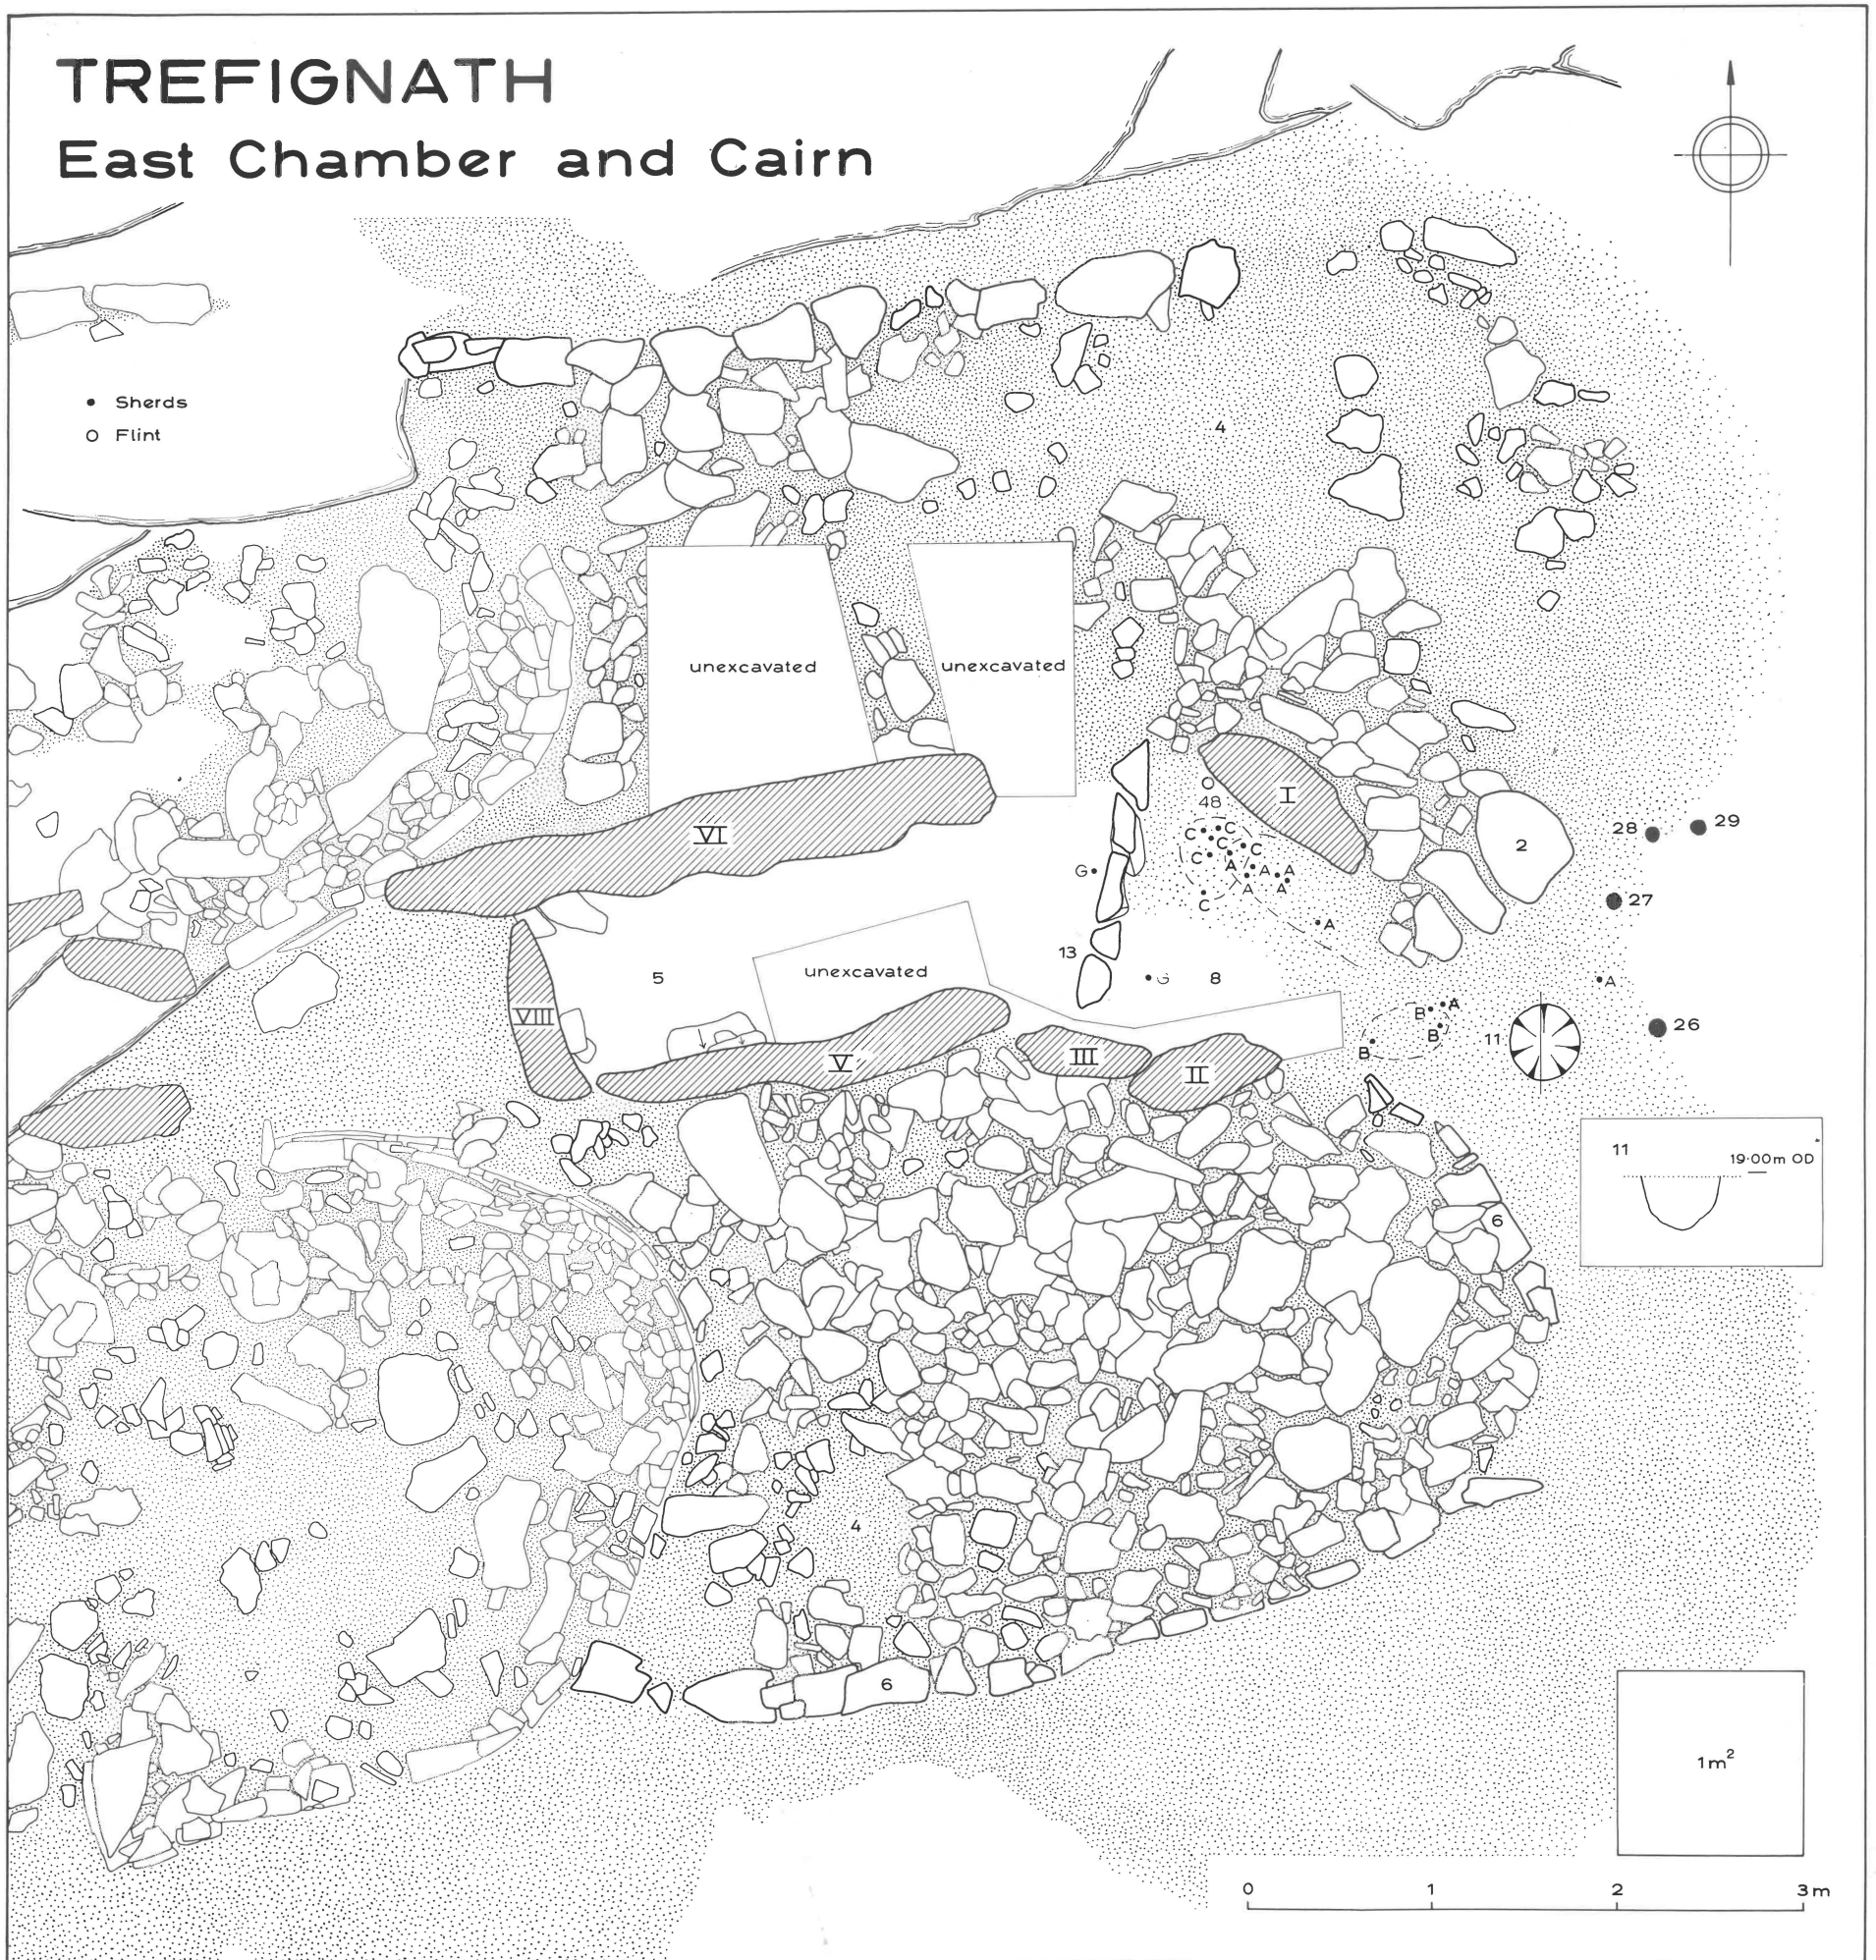 TREFIGNATH
East Chamber and Cairn
Sherds
Flint
4
unexcavated
unexcavated
I
48
VI
C
C
C
C
C
A
A
A
A
A
C
G
2
28
29
27
A
13
5
unexcavated
G
8
A
VIII
B
A
B
B
11
26
V
III
II
11
19·00m OD
6
4
6
1m²
0 1 2 3m